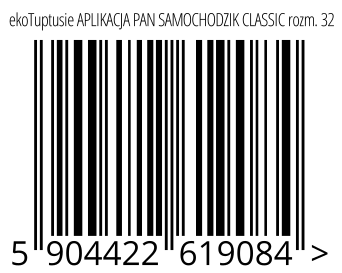 ekoTuptusie APLIKACJA PAN SAMOCHODZIK CLASSIC rozm. 32
5 904422 619084 >